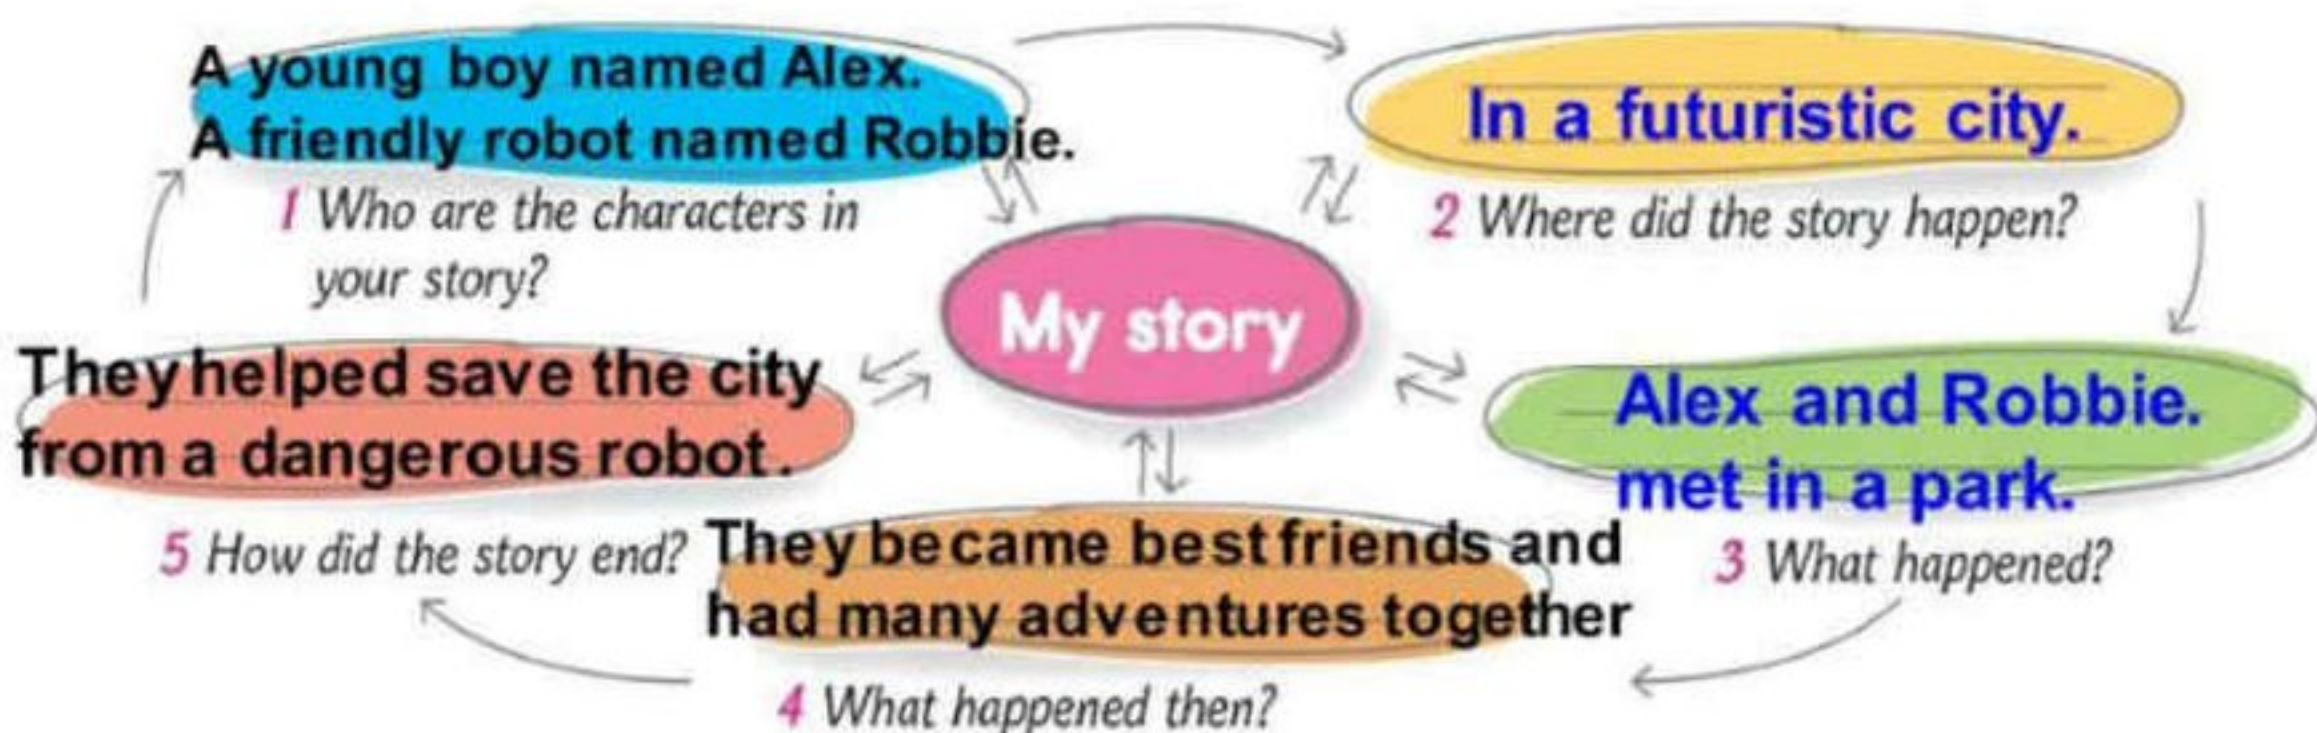 A young boy named Alex.
A friendly robot named Robbie.
1 Who are the characters in
your story?
In a futuristic city.
2 Where did the story happen?
My story
Alex and Robbie.
met in a park.
3 What happened?
They became best friends and
had many adventures together
4 What happened then?
They helped save the city
from a dangerous robot.
5 How did the story end?